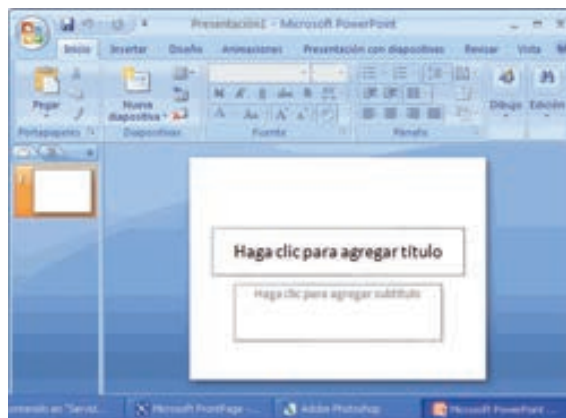 Presentación1 - Microsoft PowerPoint
Inicio Insertar Diseño Animaciones Presentación con diapositivas Revisar Vista
Pegar Nueva diapositiva Dibujo Edición
Portapapeles Diapositivas Fuente Párrafo
1
Haga clic para agregar título
Haga clic para agregar subtítulo
Microsoft FrontPage - ... Adobe Photoshop Microsoft PowerPoint ...